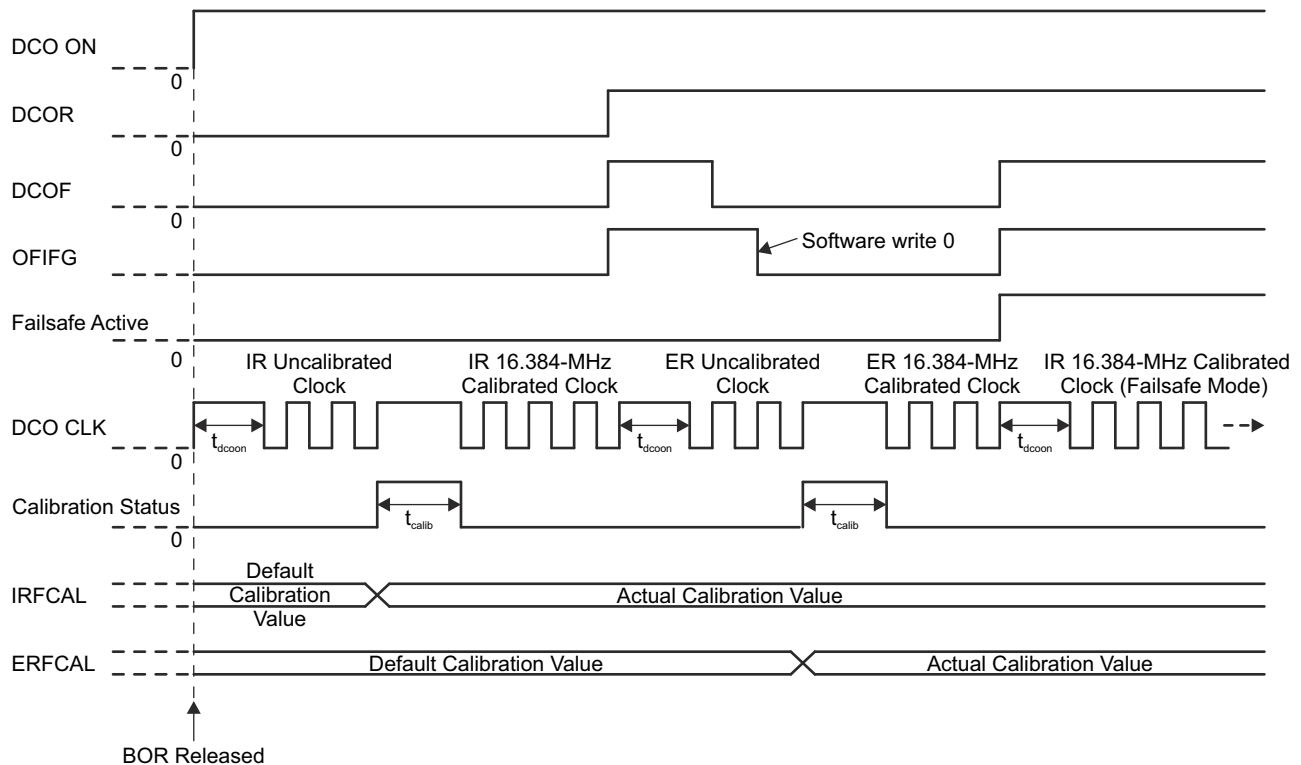 DCO ON
0
DCOR
0
DCOF
0
Software write 0
OFIFG
Failsafe Active
0
IR Uncalibrated
Clock
IR 16.384-MHz
Calibrated Clock
ER Uncalibrated
Clock
ER 16.384-MHz
Calibrated Clock
IR 16.384-MHz Calibrated
Clock (Failsafe Mode)
DCO CLK
0
tdcoon
tdcoon
tdcoon
Calibration Status
0
tcalib
tcalib
IRFCAL
Default
Calibration
Value
Actual Calibration Value
ERFCAL
Default Calibration Value
Actual Calibration Value
BOR Released